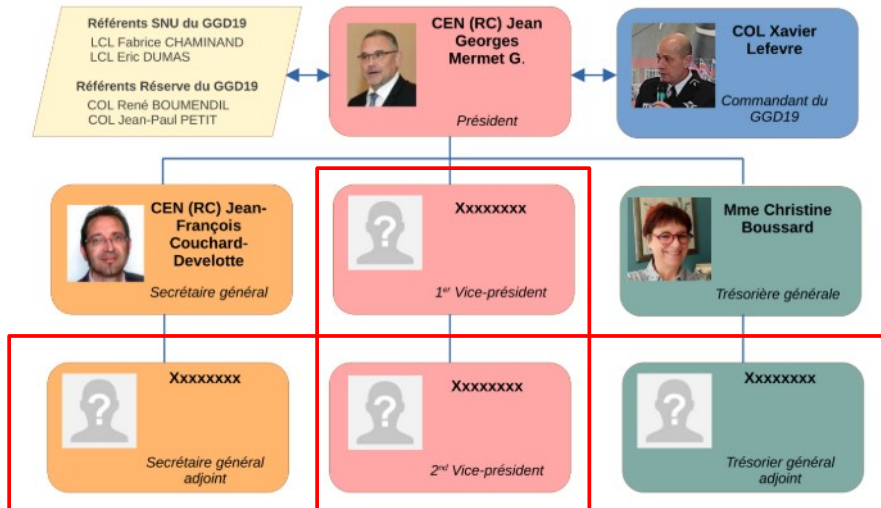 Référents SNU du GGD19
LCL Fabrice CHAMINAND
LCL Eric DUMAS
Référents Réserve du GGD19
COL René BOUMENDIL
COL Jean-Paul PETIT
CEN (RC) Jean
Georges
Mermet G.
Président
COL Xavier
Lefevre
Commandant du
GGD19
CEN (RC) Jean-
François
Couchard-
Develotte
Secrétaire général
Xxxxxxxx
1er Vice-président
Mme Christine
Boussard
Trésorière générale
Xxxxxxxx
Secrétaire général
adjoint
Xxxxxxxx
2nd Vice-président
Xxxxxxxx
Trésorier général
adjoint